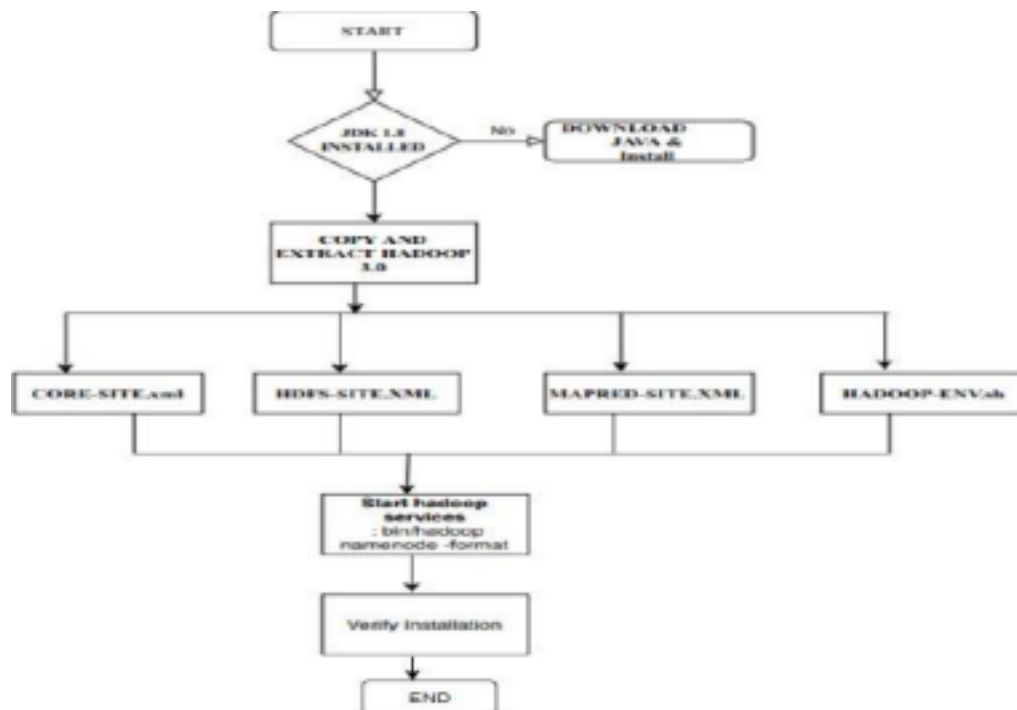 START
JDK 1.8
INSTALLED
No
DOWNLOAD
JAVA &
Install
COPY AND
EXTRACT HADOOP
3.0
CORE-SITE.xml
HDFS-SITE.XML
MAPRED-SITE.XML
HADOOP-ENV.sh
Start hadoop
services
: bin/hadoop
namenode -format
Verify Installation
END